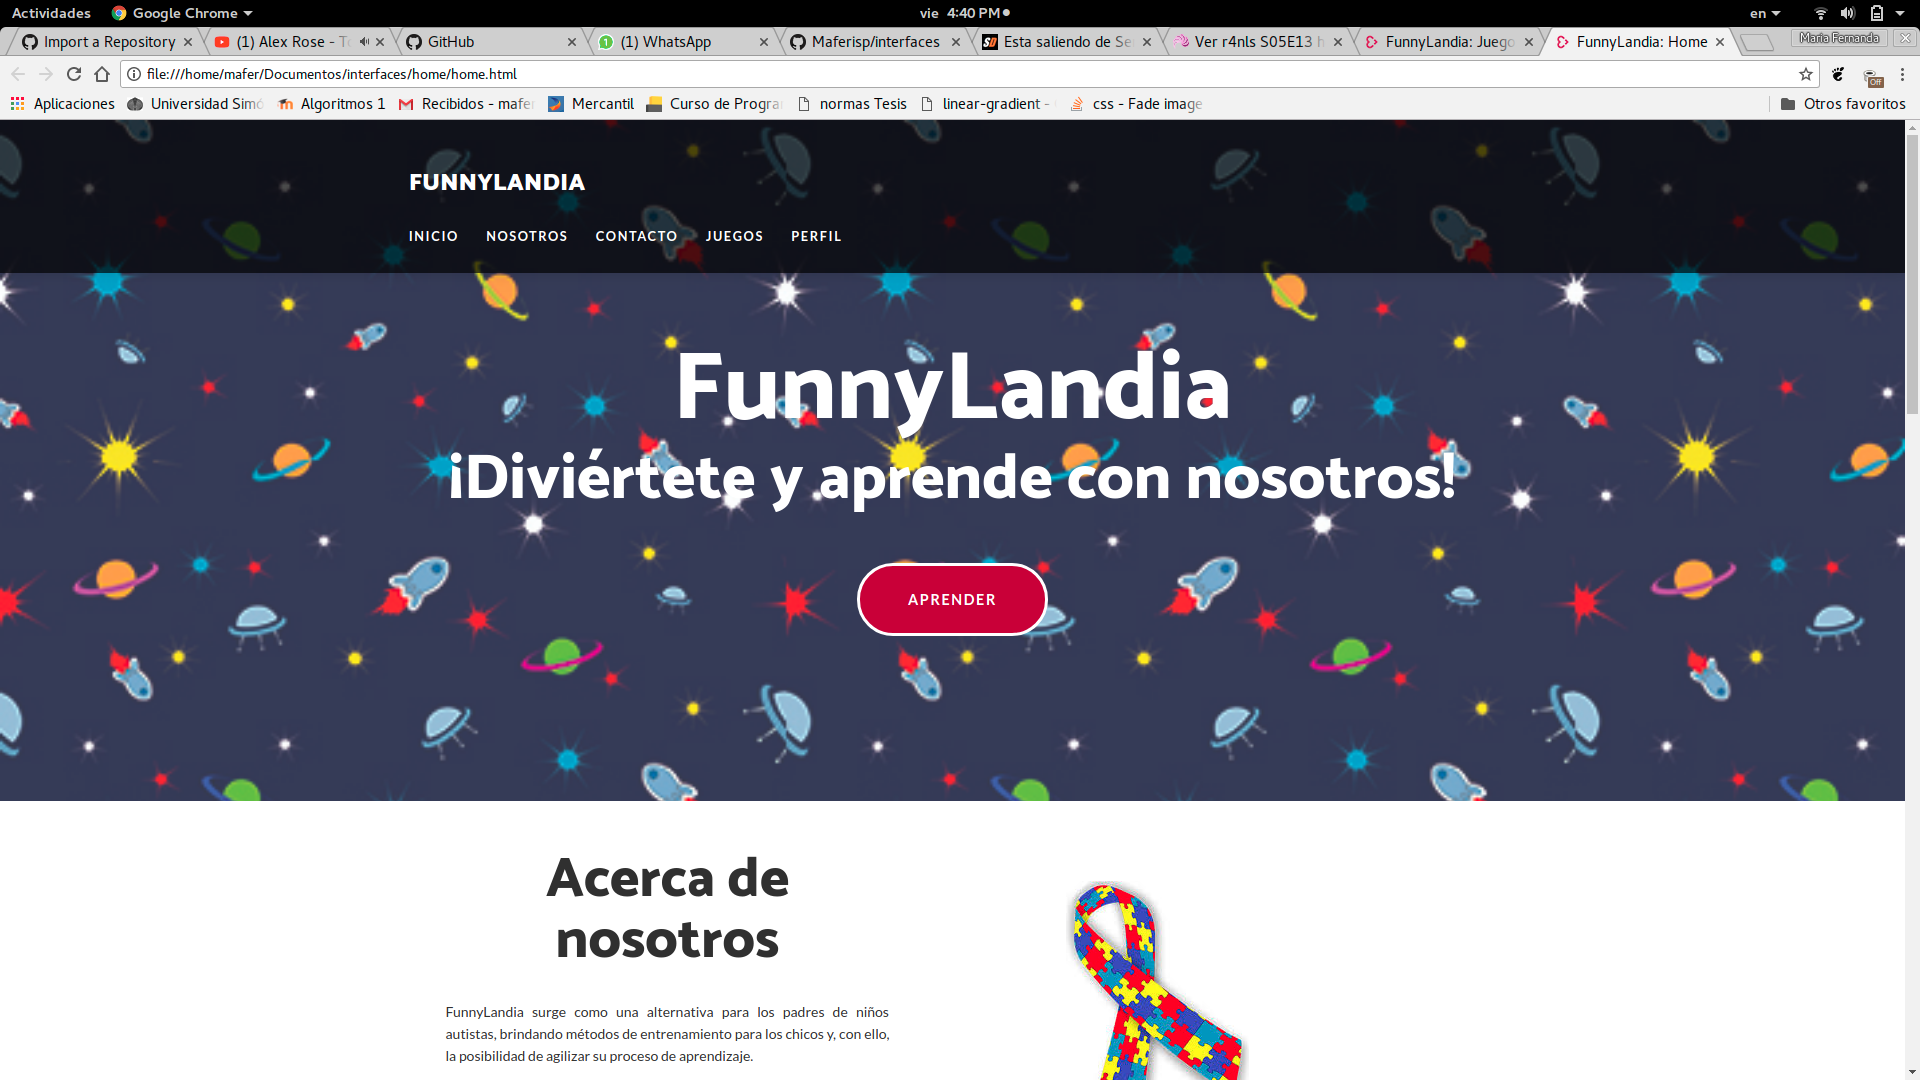 Actividades Google Chrome vie 4:40 PM en
Import a Repository (1) Alex Rose - To GitHub (1) WhatsApp Maferisp/interfaces Esta saliendo de Se Ver r4nls S05E13 h FunnyLandia: Juego FunnyLandia: Home Maria Fernanda
file:///home/mafer/Documentos/interfaces/home/home.html Off
Aplicaciones Universidad Simó Algoritmos 1 Recibidos - mafer Mercantil Curso de Progra normas Tesis linear-gradient - css - Fade image Otros favoritos
FUNNYLANDIA
INICIO NOSOTROS CONTACTO JUEGOS PERFIL
FunnyLandia
¡Diviértete y aprende con nosotros!
APRENDER
Acerca de
nosotros
FunnyLandia surge como una alternativa para los padres de niños
autistas, brindando métodos de entrenamiento para los chicos y, con ello,
la posibilidad de agilizar su proceso de aprendizaje.